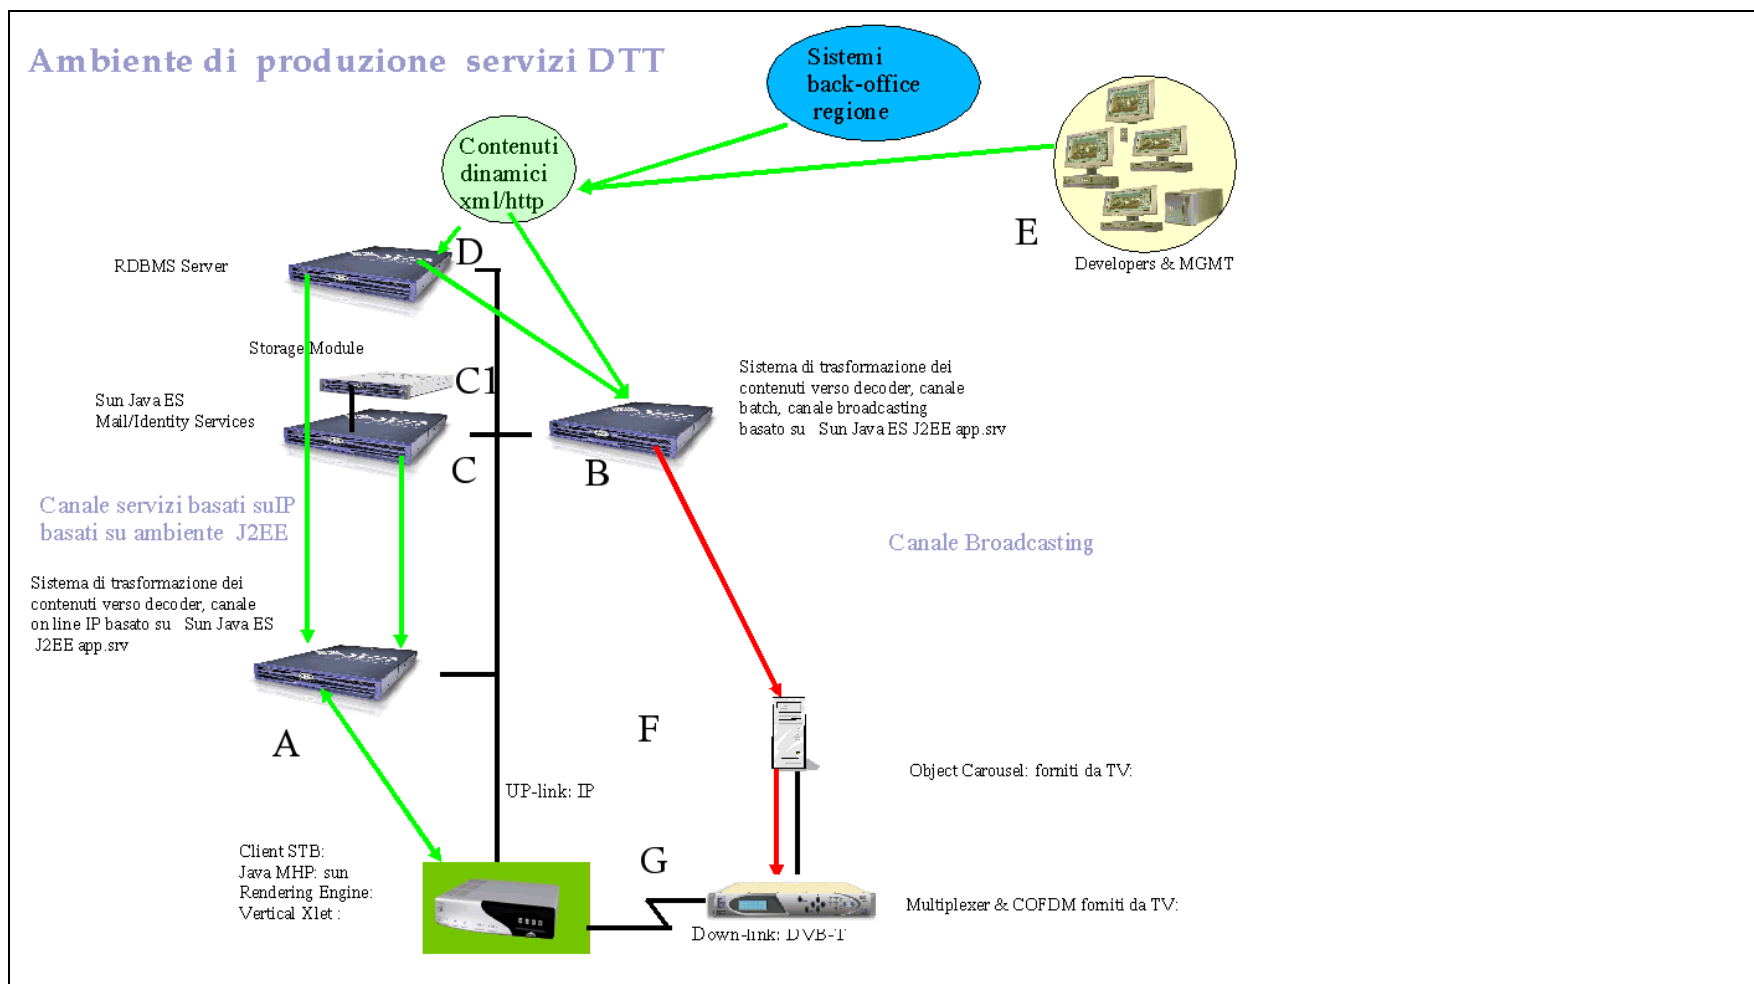 Ambiente di produzione servizi DTT
Sistemi
back-office
regione
Contenuti
dinamici
xml/http
E
Developers & MGMT
D
RDBMS Server
Storage Module
C1
Sun Java ES
Mail/Identity Services
C
B
Sistema di trasformazione dei
contenuti verso decoder, canale
batch, canale broadcasting
basato su Sun Java ES J2EE app.srv
Canale servizi basati suIP
basati su ambiente J2EE
Canale Broadcasting
Sistema di trasformazione dei
contenuti verso decoder, canale
on line IP basato su Sun Java ES
J2EE app.srv
A
F
Object Carousel: forniti da TV:
UP-link: IP
Client STB:
Java MHP: sun
Rendering Engine:
Vertical Xlet :
G
Multiplexer & COFDM forniti da TV:
Down-link: DVB-T